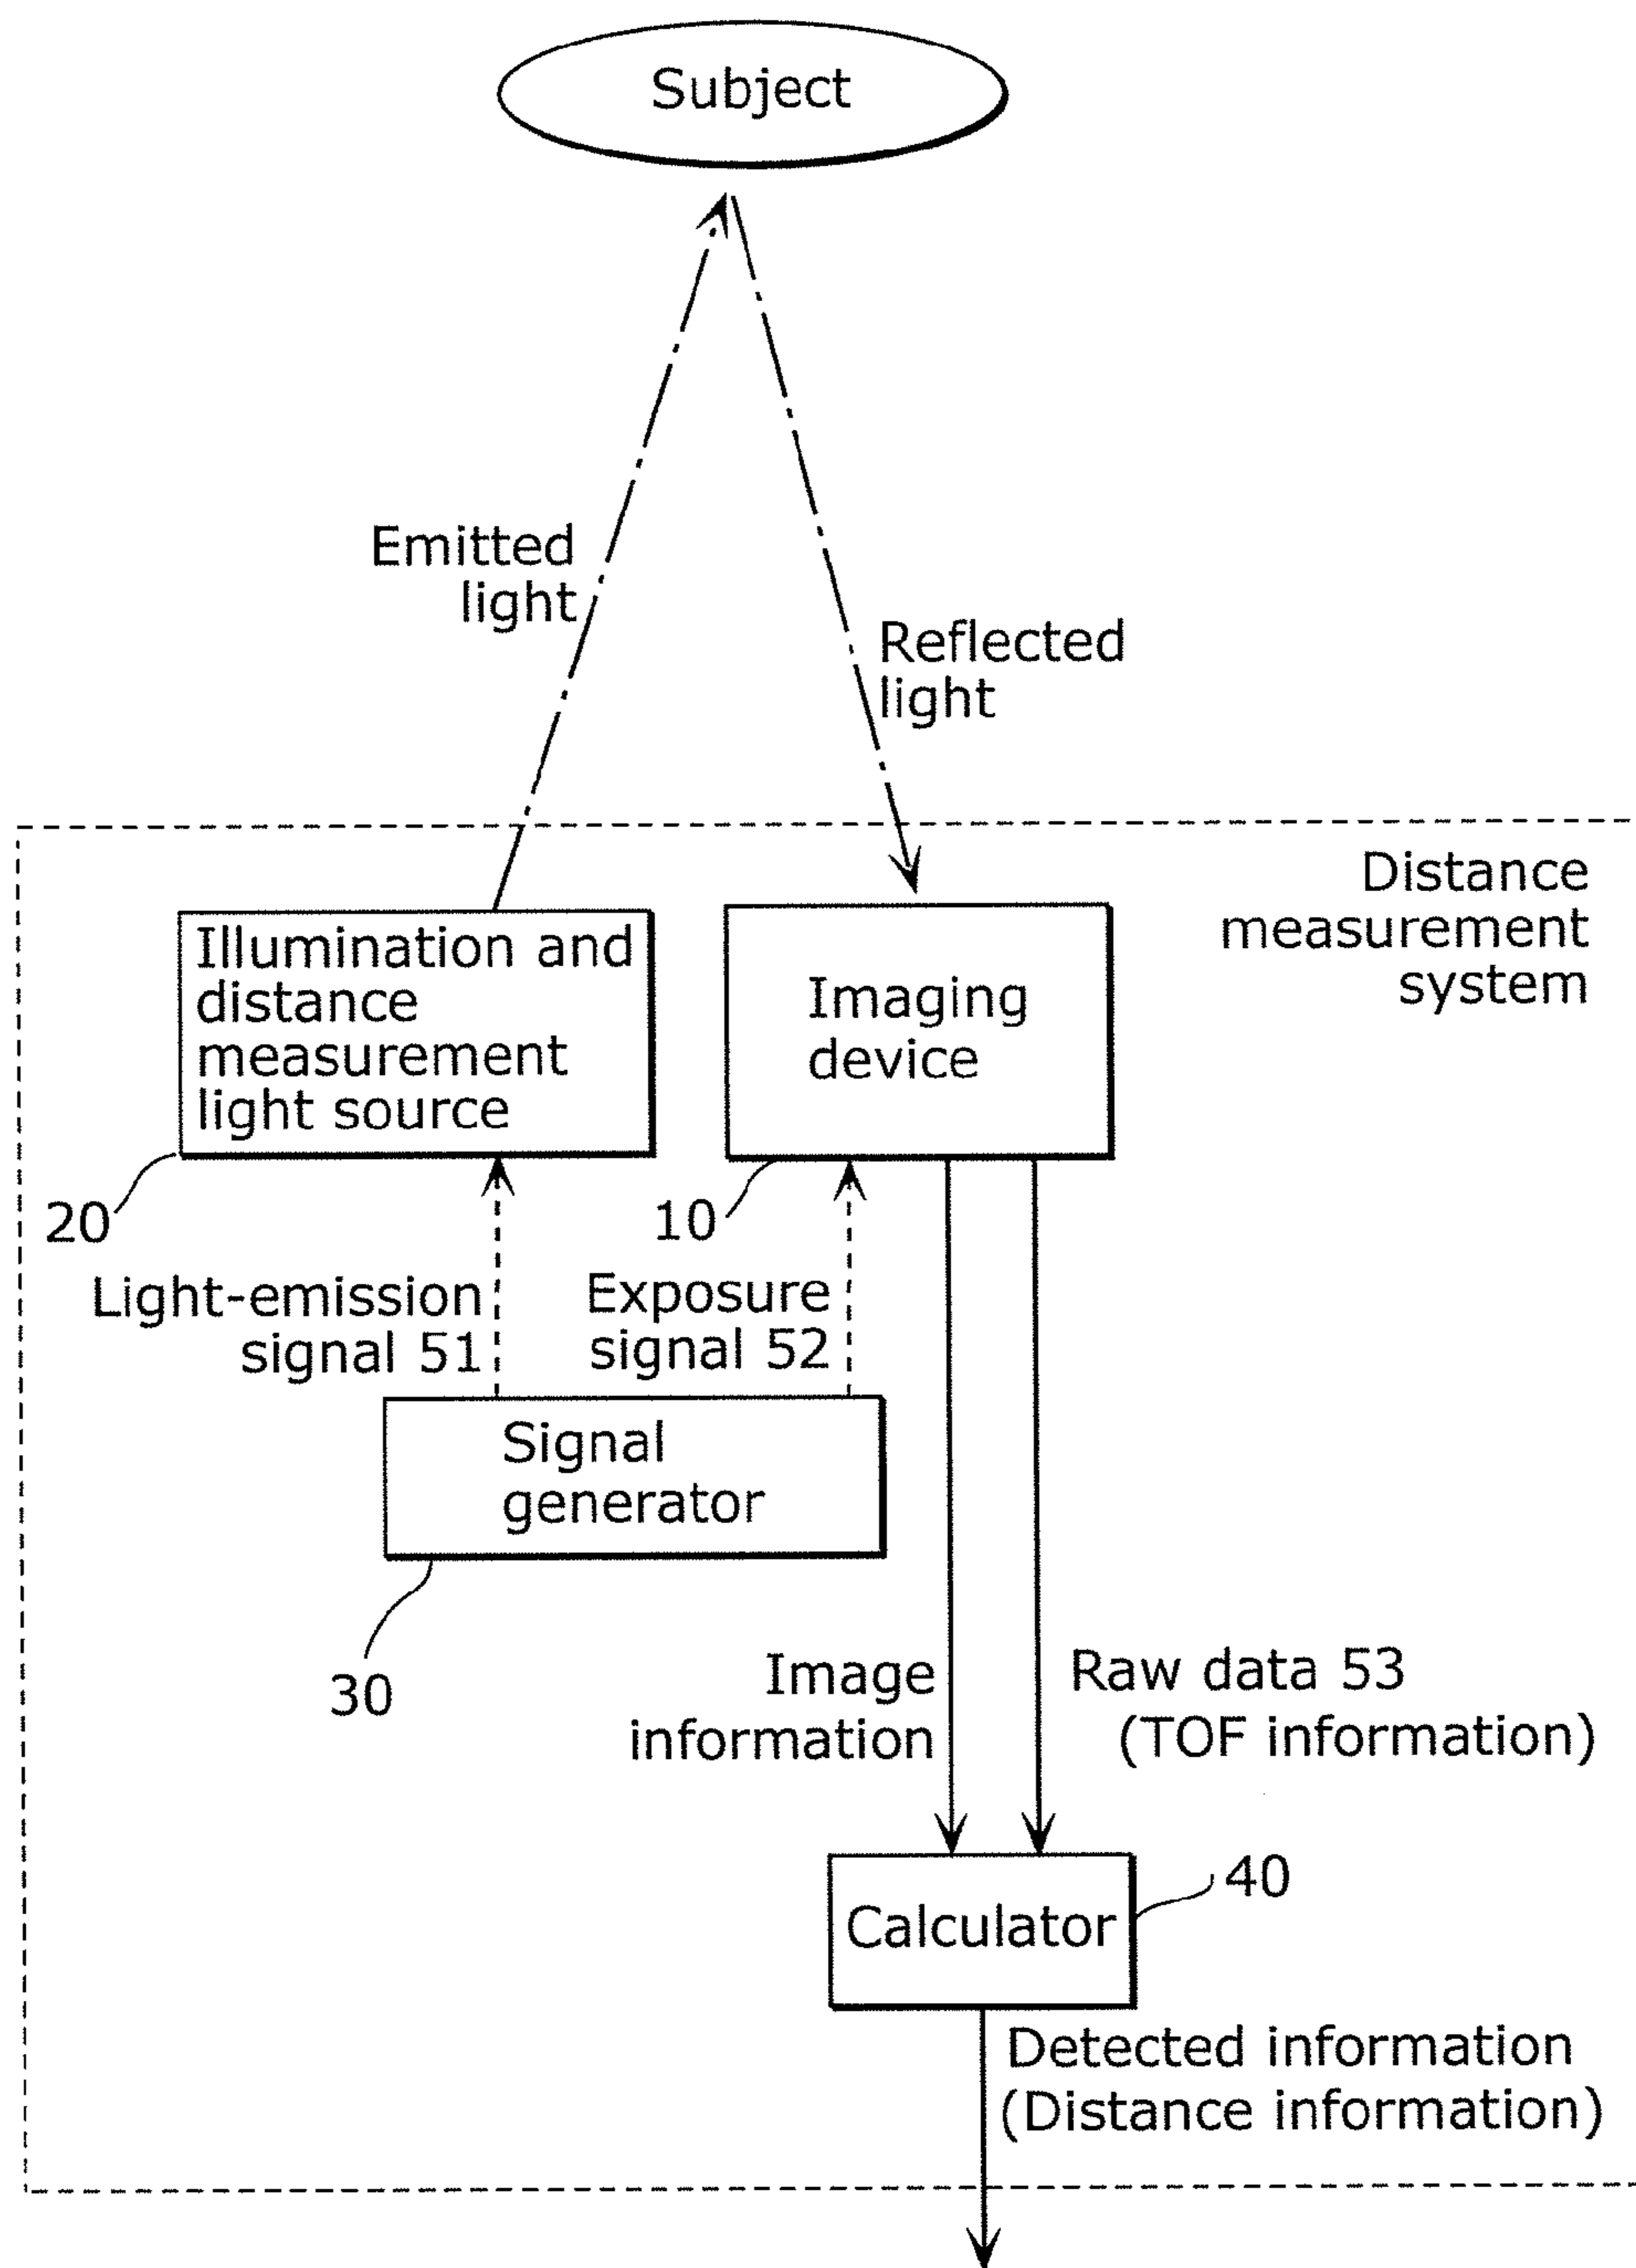 Subject
Emitted
light
Reflected
light
Distance
measurement
system
Illumination and
distance
measurement
light source
Imaging
device
20
10
Light-emission
signal 51
Exposure
signal 52
Signal
generator
30
Image
information
Raw data 53
(TOF information)
40
Calculator
Detected information
(Distance information)